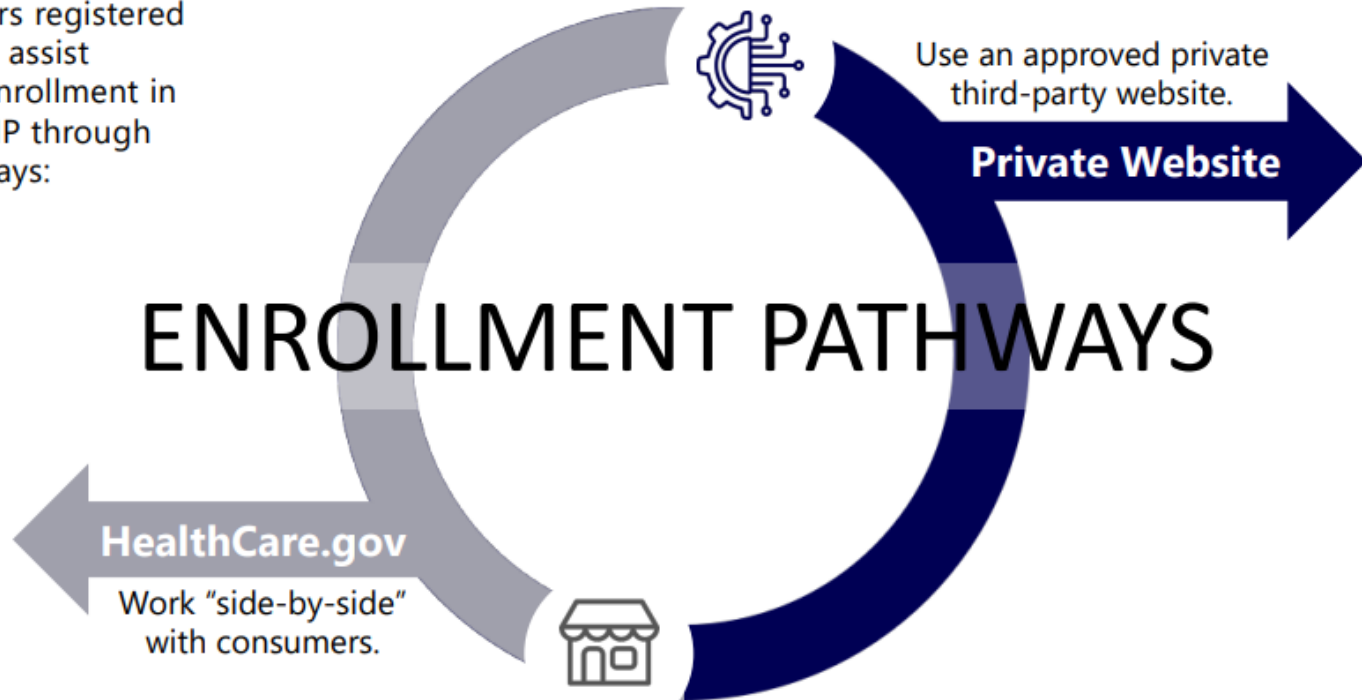 rs registered
assist
nrollment in
P through
ays:
Use an approved private
third-party website.
Private Website
ENROLLMENT PATHWAYS
HealthCare.gov
Work “side-by-side”
with consumers.